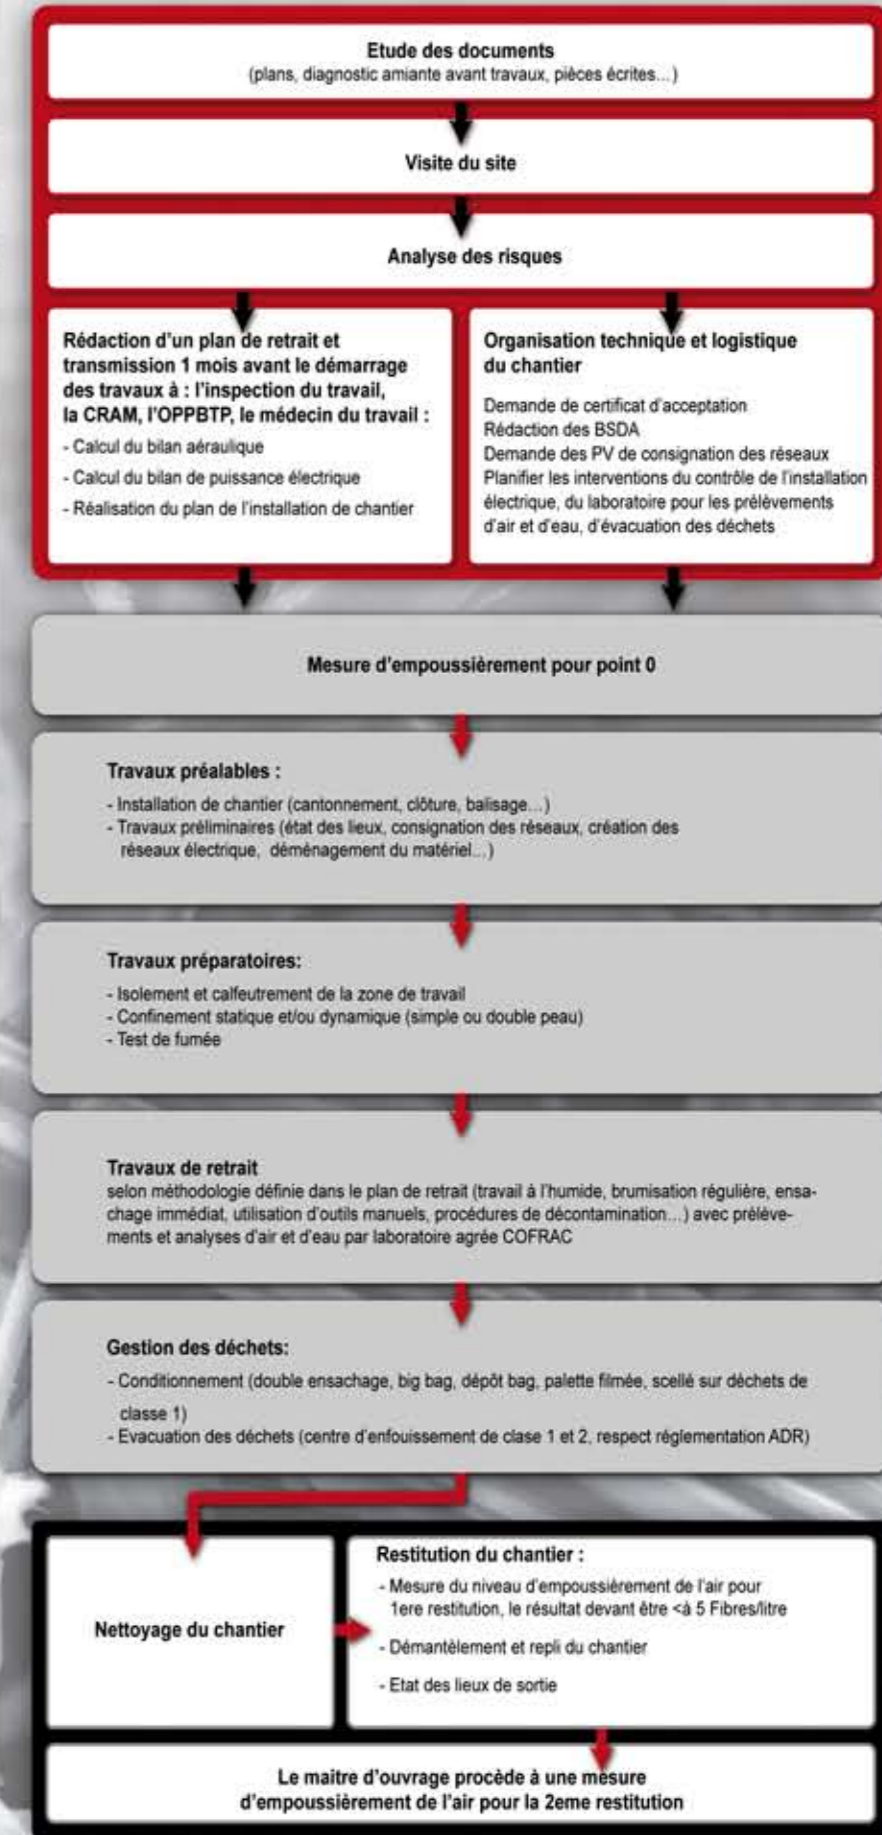 Etude des documents
(plans, diagnostic amiante avant travaux, pièces écrites...)
Visite du site
Analyse des risques
Rédaction d'un plan de retrait et
transmission 1 mois avant le démarrage
des travaux à : l'inspection du travail,
la CRAM, l'OPPBTP, le médecin du travail :
- Calcul du bilan aéraulique
- Calcul du bilan de puissance électrique
- Réalisation du plan de l'installation de chantier
Organisation technique et logistique
du chantier
Demande de certificat d'acceptation
Rédaction des BSDA
Demande des PV de consignation des réseaux
Planifier les interventions du contrôle de l'installation
électrique, du laboratoire pour les prélèvements
d'air et d'eau, d'évacuation des déchets
Mesure d'empoussièrement pour point 0
Travaux préalables :
- Installation de chantier (cantonnement, clôture, balisage...)
- Travaux préliminaires (état des lieux, consignation des réseaux, création des
réseaux électrique, déménagement du matériel...)
Travaux préparatoires:
- Isolement et calfeutrement de la zone de travail
- Confinement statique et/ou dynamique (simple ou double peau)
- Test de fumée
Travaux de retrait
selon méthodologie définie dans le plan de retrait (travail à l'humide, brumisation régulière, ensa-
chage immédiat, utilisation d'outils manuels, procédures de décontamination...) avec prélève-
ments et analyses d'air et d'eau par laboratoire agrée COFRAC
Gestion des déchets:
- Conditionnement (double ensachage, big bag, dépôt bag, palette filmée, scellé sur déchets de
classe 1)
- Evacuation des déchets (centre d'enfouissement de clase 1 et 2, respect réglementation ADR)
Nettoyage du chantier
Restitution du chantier :
- Mesure du niveau d'empoussièrement de l'air pour
1ere restitution, le résultat devant être <à 5 Fibres/litre
- Démantèlement et repli du chantier
- Etat des lieux de sortie
Le maitre d'ouvrage procède à une mesure
d'empoussièrement de l'air pour la 2eme restitution